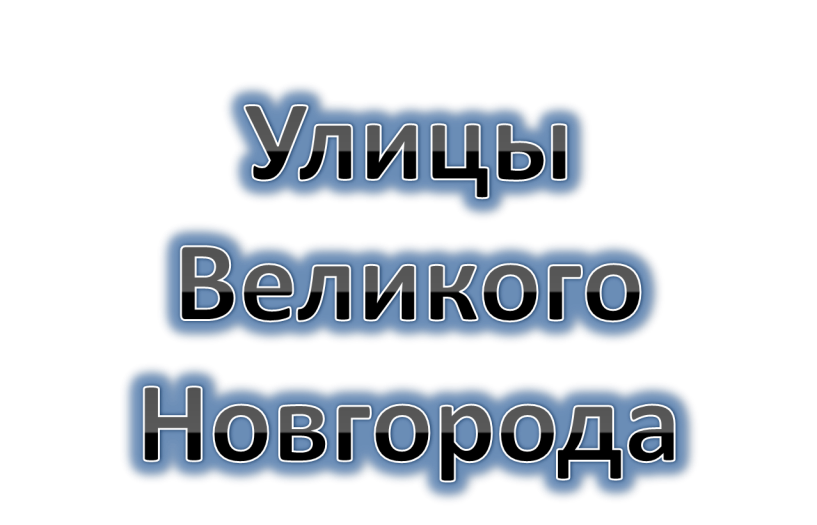 Улицы
Великого
Новгорода